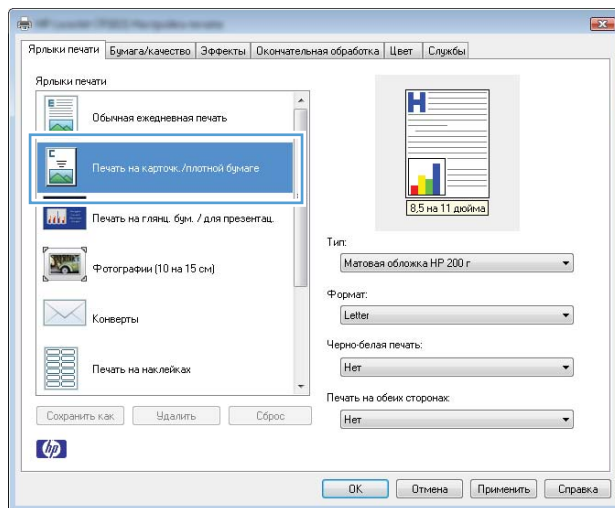 Ярлыки печати
Бумага/качество
Эффекты
Окончательная обработка
Цвет
Службы
Ярлыки печати
Обычная ежедневная печать
Печать на карточк./плотной бумаге
Печать на глянц. бум. / для презентац.
Фотографии (10 на 15 см)
Конверты
Печать на наклейках
Сохранить как
Удалить
Сброс
8,5 на 11 дюйма
Тип:
Матовая обложка HP 200 г
Формат:
Letter
Черно-белая печать:
Нет
Печать на обеих сторонах:
Нет
hp
OK
Отмена
Применить
Справка